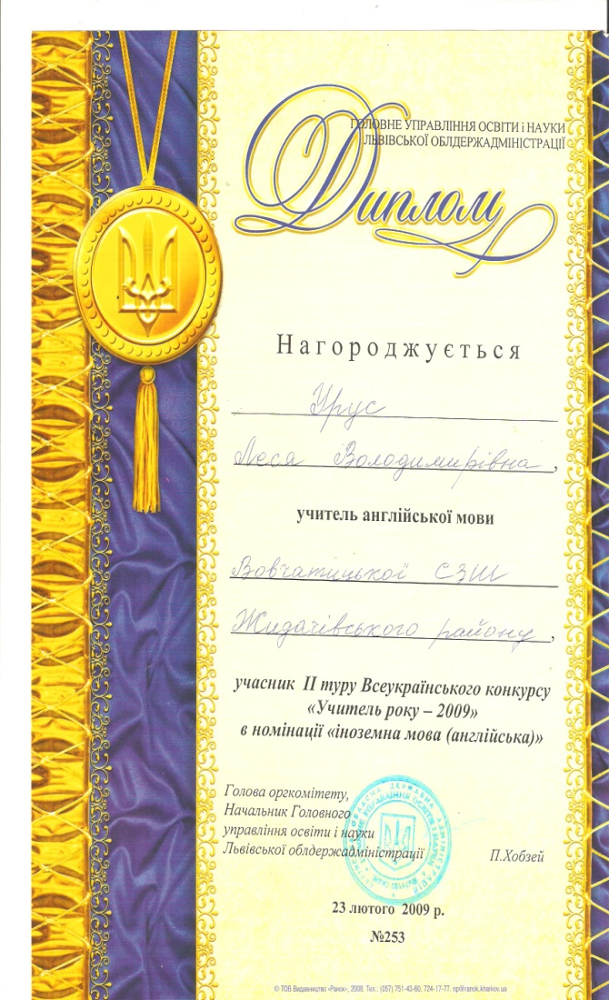 ГОЛОВНЕ УПРАВЛІННЯ ОСВІТИ і НАУКИ
ЛЬВІВСЬКОЇ ОБЛДЕРЖАДМІНІСТРАЦІЇ
Диплом
Нагороджується
Урус
Леся Володимирівна,
учитель англійської мови
Вовчатицької СЗШ
Жидачівського району,
учасник ІІ туру Всеукраїнського конкурсу
«Учитель року – 2009»
в номінації «іноземна мова (англійська)»
Голова оргкомітету,
Начальник Головного
управління освіти і науки
Львівської облдержадміністрації П.Хобзей
23 лютого 2009 р.
№253
© ТОВ Видавництво «Ранок», 2008. Тел.: (057) 751-43-60, 724-17-77. np@ranok.kharkov.ua